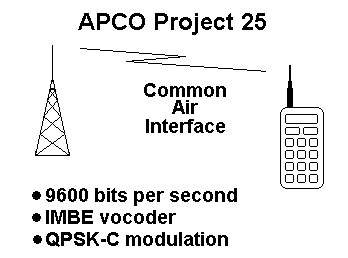 APCO Project 25
Common
Air
Interface
● 9600 bits per second
● IMBE vocoder
● QPSK-C modulation